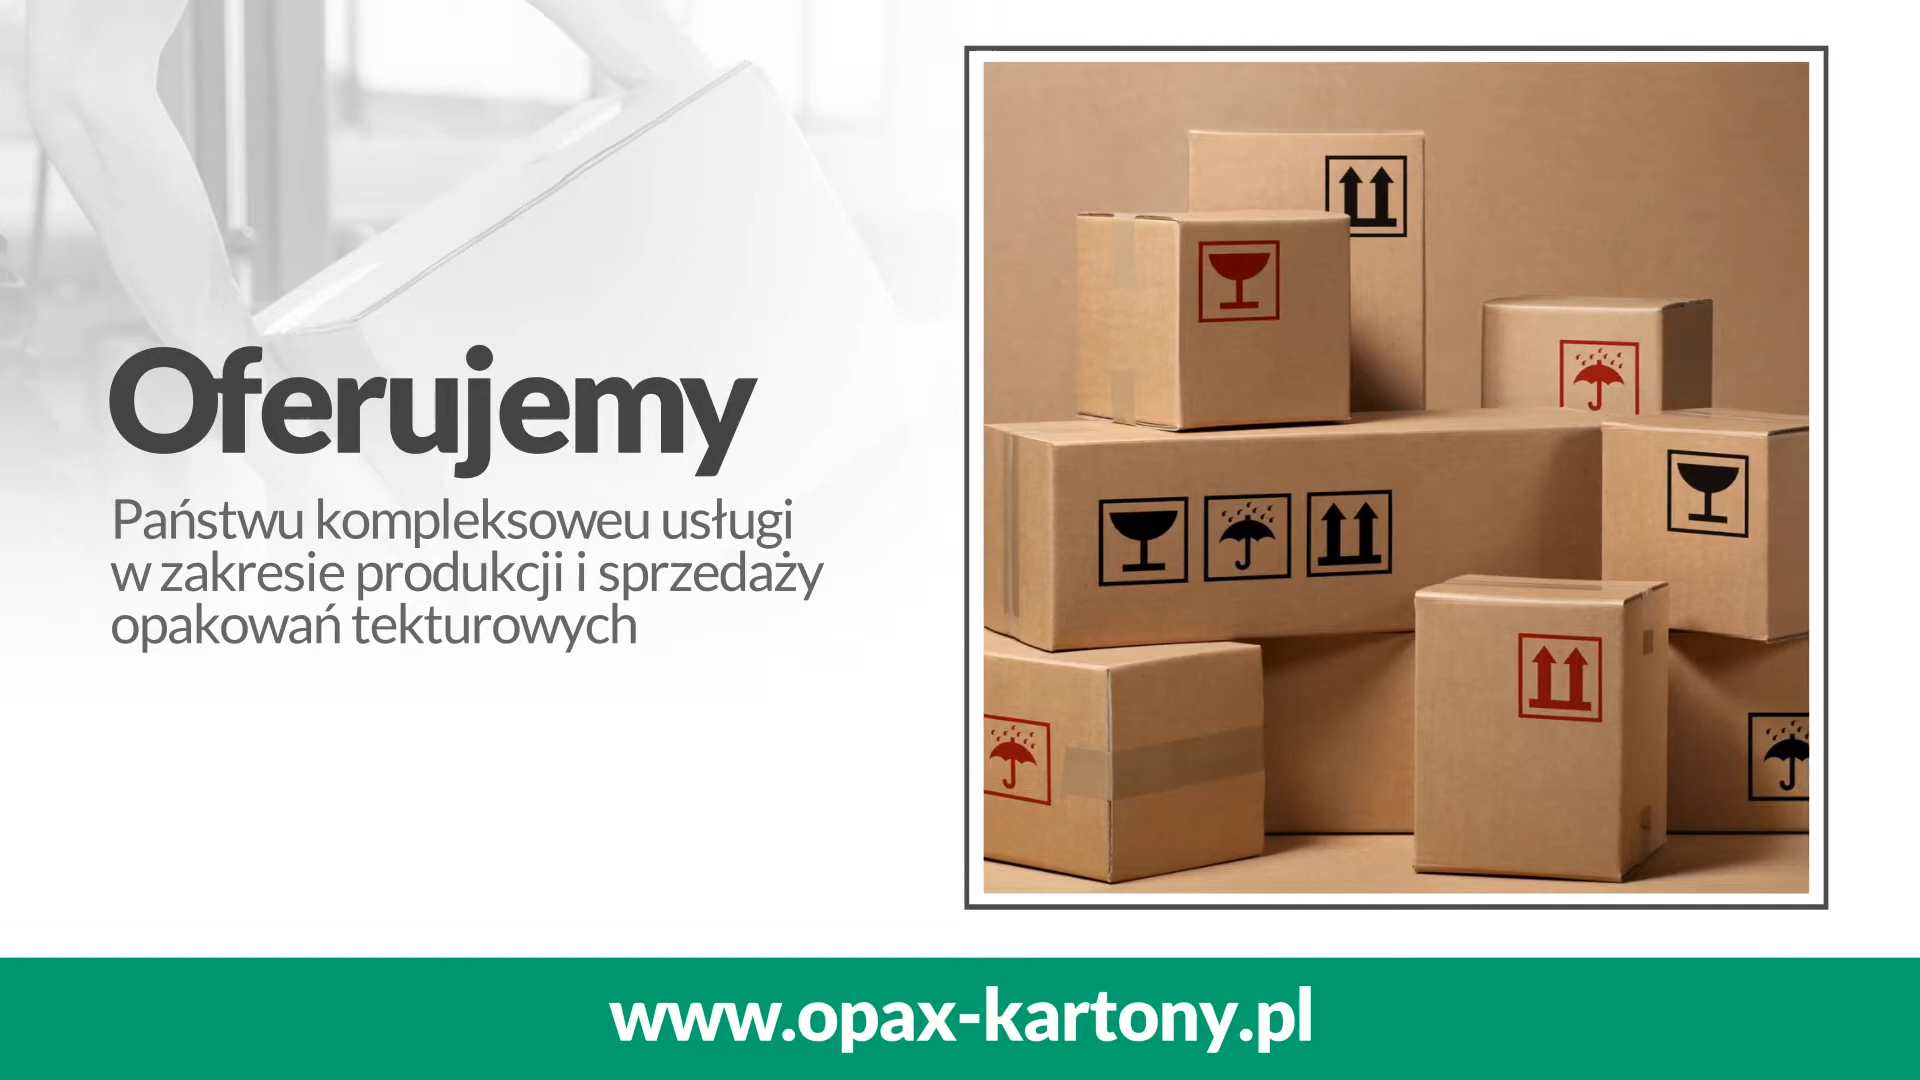 Oferujemy
Państwu kompleksoweu usługi
w zakresie produkcji i sprzedaży
opakowań tekturowych
www.opax-kartony.pl